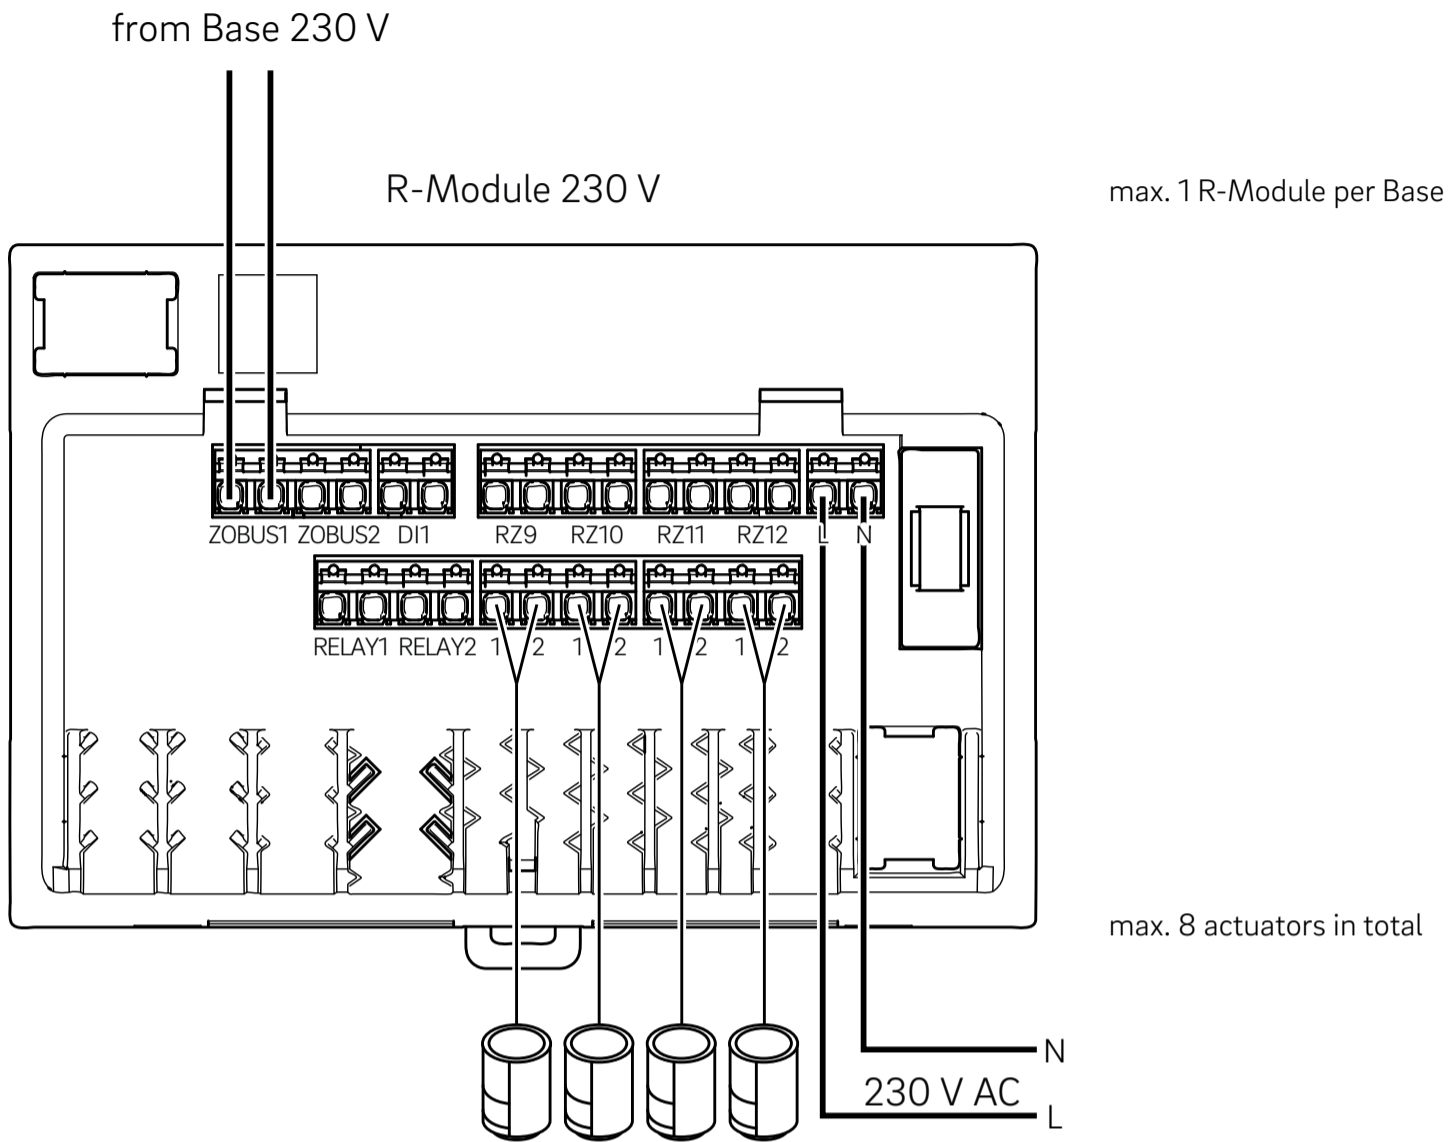 from Base 230 V
R-Module 230 V
max. 1 R-Module per Base
ZOBUS1 ZOBUS2 DI1 RZ9 RZ10 RZ11 RZ12 L N
RELAY1 RELAY2 1 2 1 2 1 2 1 2
max. 8 actuators in total
N
230 V AC
L